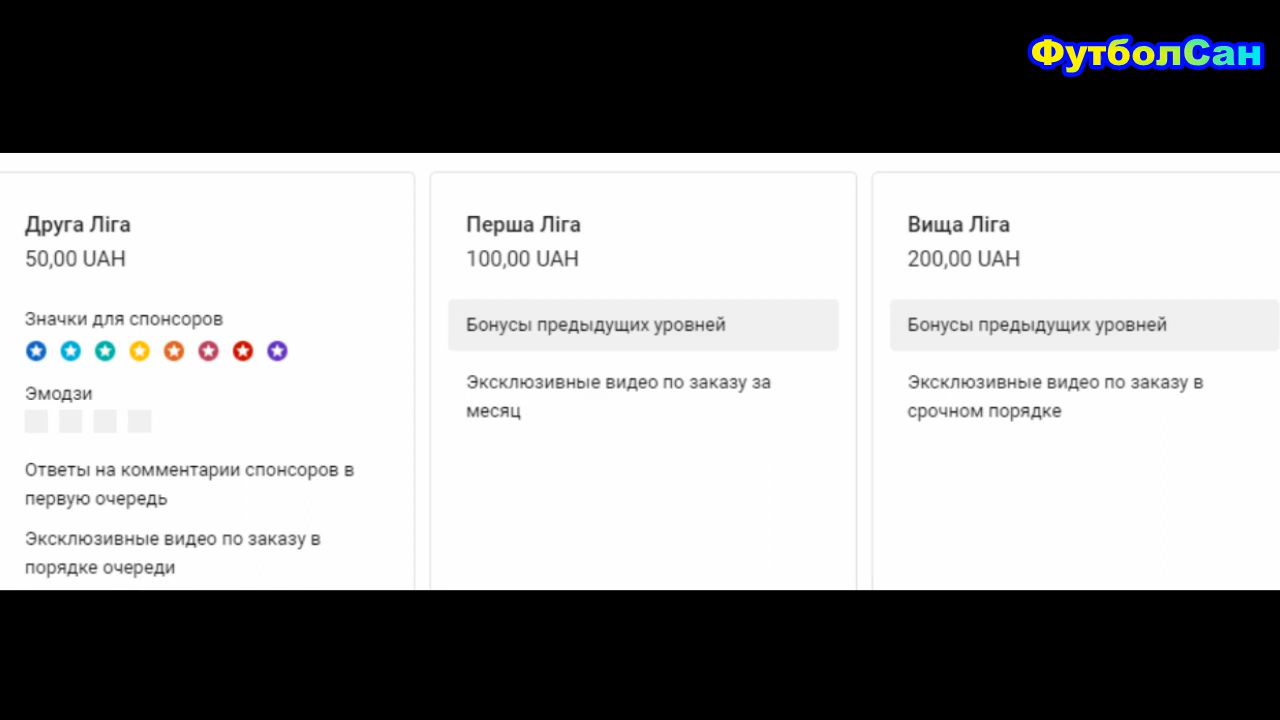 ФутболСан
Друга Ліга
50,00 UAH
Значки для спонсоров
Эмодзи
Ответы на комментарии спонсоров в
первую очередь
Эксклюзивные видео по заказу в
порядке очереди
Перша Ліга
100,00 UAH
Бонусы предыдущих уровней
Эксклюзивные видео по заказу за
месяц
Вища Ліга
200,00 UAH
Бонусы предыдущих уровней
Эксклюзивные видео по заказу в
срочном порядке